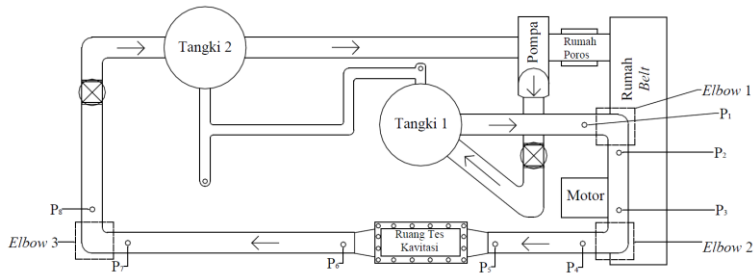 Tangki 2
Pompa
Rumah
Poros
Rumah
Belt
Elbow 1
P1
Tangki 1
P2
Motor
P3
P8
Elbow 3
Ruang Tes
Kavitasi
Elbow 2
P7
P6
P5
P4